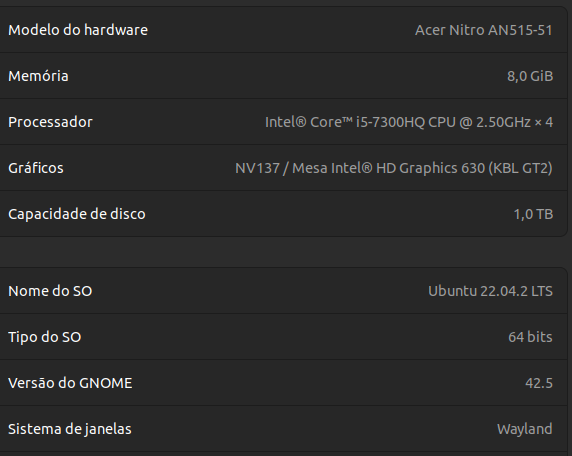 Modelo do hardware Acer Nitro AN515-51
Memória 8,0 GiB
Processador Intel® Core™ i5-7300HQ CPU @ 2.50GHz × 4
Gráficos NV137 / Mesa Intel® HD Graphics 630 (KBL GT2)
Capacidade de disco 1,0 TB
Nome do SO Ubuntu 22.04.2 LTS
Tipo do SO 64 bits
Versão do GNOME 42.5
Sistema de janelas Wayland